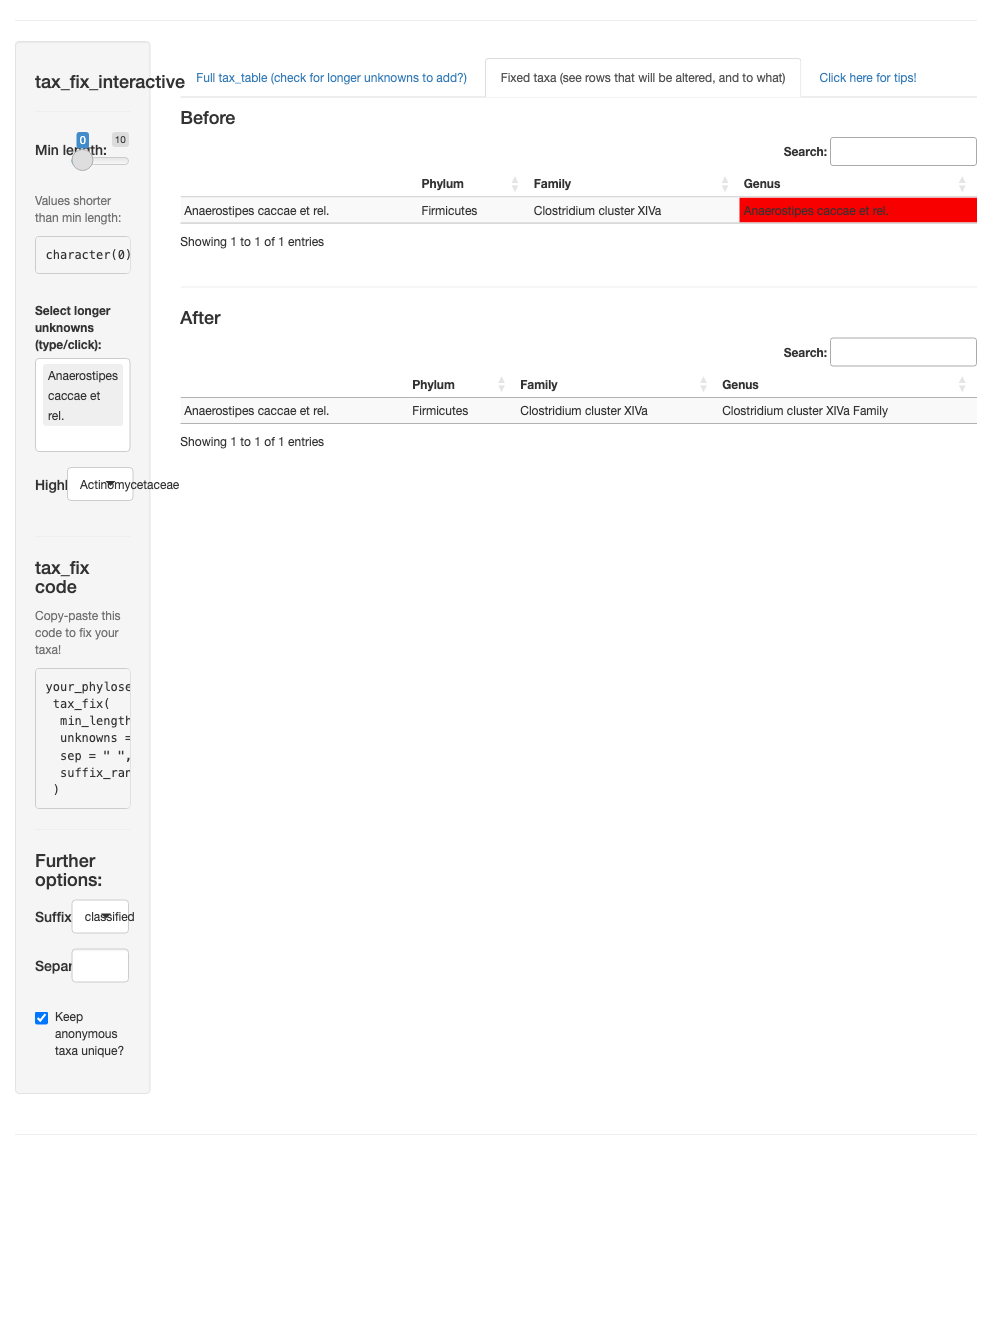 tax_fix_interactive
Min length:
0
10
Values shorter
than min length:
character(0)
Select longer
unknowns
(type/click):
Anaerostipes
caccae et
rel.
Highl
Actinomycetaceae
tax_fix
code
Copy-paste this
code to fix your
taxa!
your_phylose
tax_fix(
min_length
unknowns =
sep = " ",
suffix_ran
)
Further
options:
Suffix
classified
Separ
Keep
anonymous
taxa unique?
Full tax_table (check for longer unknowns to add?)
Fixed taxa (see rows that will be altered, and to what)
Click here for tips!
Before
Search:
Phylum Family Genus
Anaerostipes caccae et rel. Firmicutes Clostridium cluster XIVa Anaerostipes caccae et rel.
Showing 1 to 1 of 1 entries
After
Search:
Phylum Family Genus
Anaerostipes caccae et rel. Firmicutes Clostridium cluster XIVa Clostridium cluster XIVa Family
Showing 1 to 1 of 1 entries